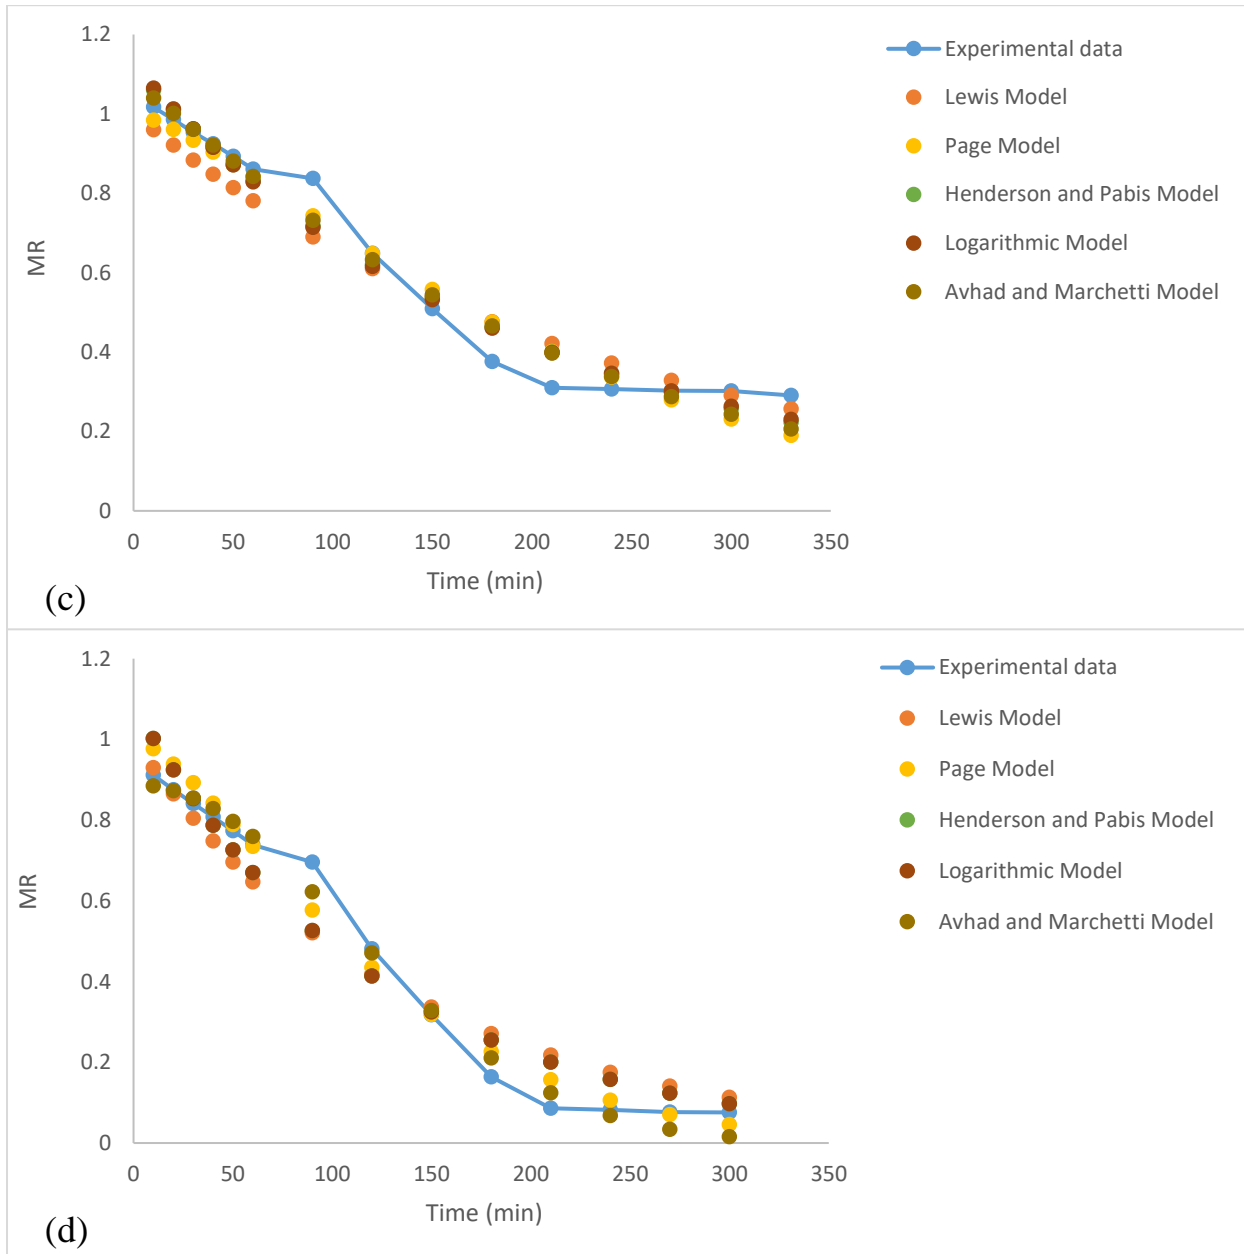 1.2
1
0.8
0.6
0.4
0.2
0
MR
0 50 100 150 200 250 300 350
Time (min)
Experimental data
Lewis Model
Page Model
Henderson and Pabis Model
Logarithmic Model
Avhad and Marchetti Model
(c)
1.2
1
0.8
0.6
0.4
0.2
0
MR
0 50 100 150 200 250 300 350
Time (min)
Experimental data
Lewis Model
Page Model
Henderson and Pabis Model
Logarithmic Model
Avhad and Marchetti Model
(d)